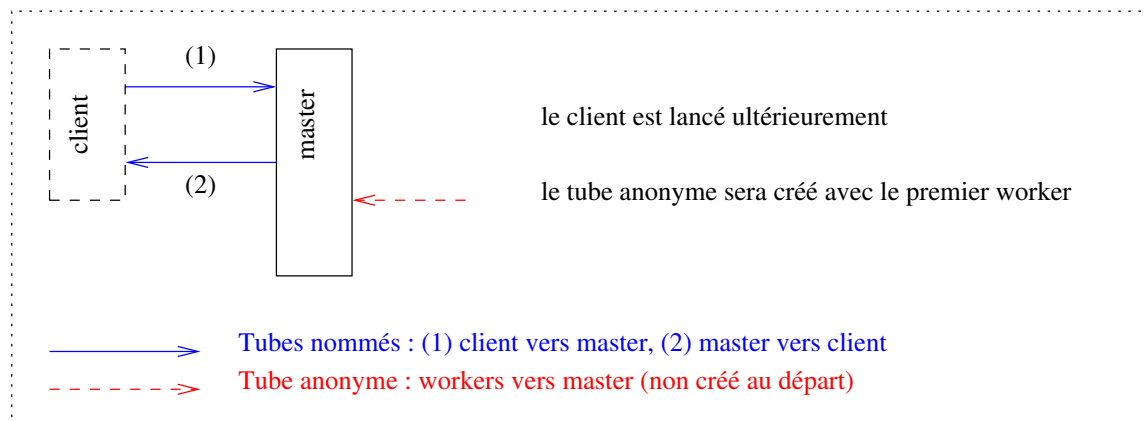 (1)
client
master
(2)
le client est lancé ultérieurement
le tube anonyme sera créé avec le premier worker
Tubes nommés : (1) client vers master, (2) master vers client
Tube anonyme : workers vers master (non créé au départ)